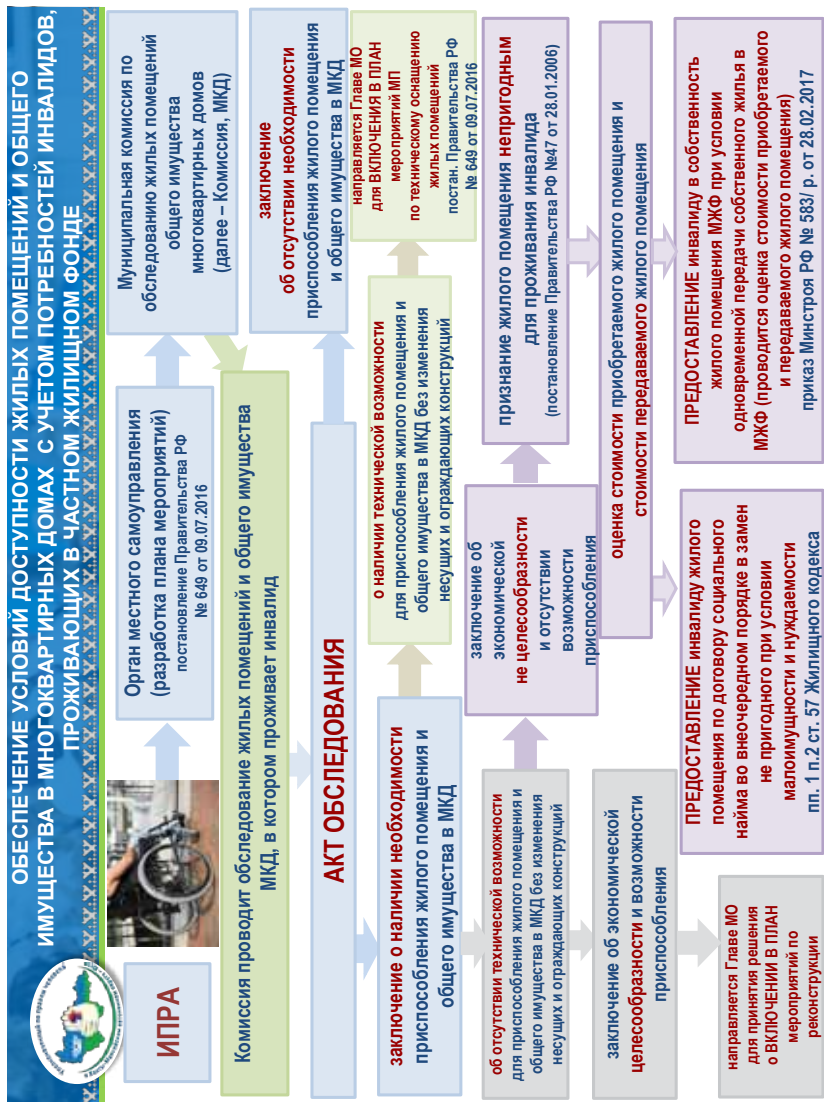 ОБЕСПЕЧЕНИЕ УСЛОВИЙ ДОСТУПНОСТИ ЖИЛЫХ ПОМЕЩЕНИЙ И ОБЩЕГО
ИМУЩЕСТВА В МНОГОКВАРТИРНЫХ ДОМАХ С УЧЕТОМ ПОТРЕБНОСТЕЙ ИНВАЛИДОВ,
ПРОЖИВАЮЩИХ В ЧАСТНОМ ЖИЛИЩНОМ ФОНДЕ
ИПРА
Орган местного самоуправления
(разработка плана мероприятий)
постановление Правительства РФ
№ 649 от 09.07.2016
Муниципальная комиссия по
обследованию жилых помещений
общего имущества
многоквартирных домов
(далее – Комиссия, МКД)
Комиссия проводит обследование жилых помещений и общего имущества
МКД, в котором проживает инвалид
АКТ ОБСЛЕДОВАНИЯ
заключение
об отсутствии необходимости
приспособления жилого помещения
и общего имущества в МКД
заключение о наличии необходимости
приспособления жилого помещения и
общего имущества в МКД
о наличии технической возможности
для приспособления жилого помещения и
общего имущества в МКД без изменения
несущих и ограждающих конструкций
направляется Главе МО
для ВКЛЮЧЕНИЯ В ПЛАН
мероприятий МП
по техническому оснащению
жилых помещений
постан. Правительства РФ
№ 649 от 09.07.2016
об отсутствии технической возможности
для приспособления жилого помещения и
общего имущества в МКД без изменения
несущих и ограждающих конструкций
заключение об
экономической
не целесообразности
и отсутствии
возможности
приспособления
признание жилого помещения непригодным
для проживания инвалида
(постановление Правительства РФ №47 от 28.01.2006)
заключение об экономической
целесообразности и возможности
приспособления
оценка стоимости приобретаемого жилого помещения и
стоимости передаваемого жилого помещения
направляется Главе МО
для принятия решения
о ВКЛЮЧЕНИИ В ПЛАН
мероприятий по
реконструкции
ПРЕДОСТАВЛЕНИЕ инвалиду жилого
помещения по договору социального
найма во внеочередном порядке в замен
не пригодного при условии
малоимущности и нуждаемости
пп. 1 п.2 ст. 57 Жилищного кодекса
ПРЕДОСТАВЛЕНИЕ инвалиду в собственность
жилого помещения МЖФ при условии
одновременной передачи собственного жилья в
МЖФ (проводится оценка стоимости приобретаемого
и передаваемого жилого помещения)
приказ Минстроя РФ № 583/ р. от 28.02.2017